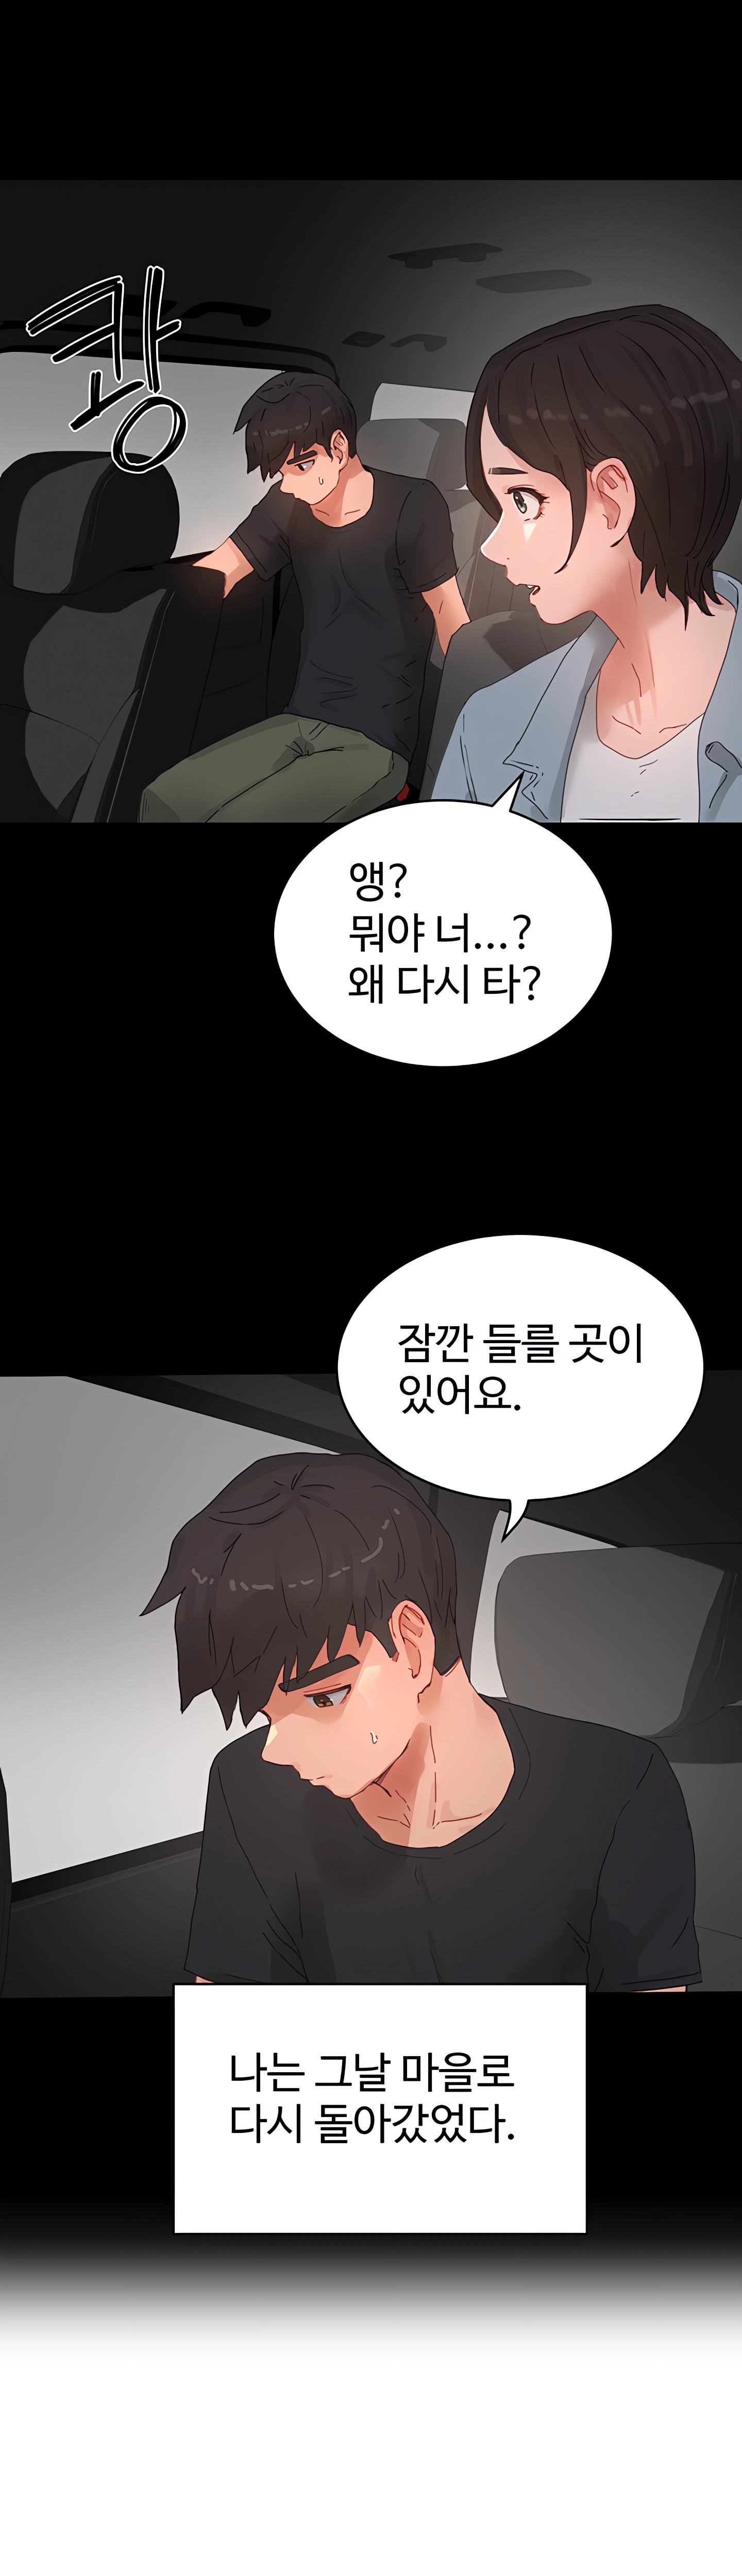 쾅
앵?
뭐야 너...?
왜 다시 타?
잠깐 들를 곳이
있어요.
나는 그날 마을로
다시 돌아갔었다.